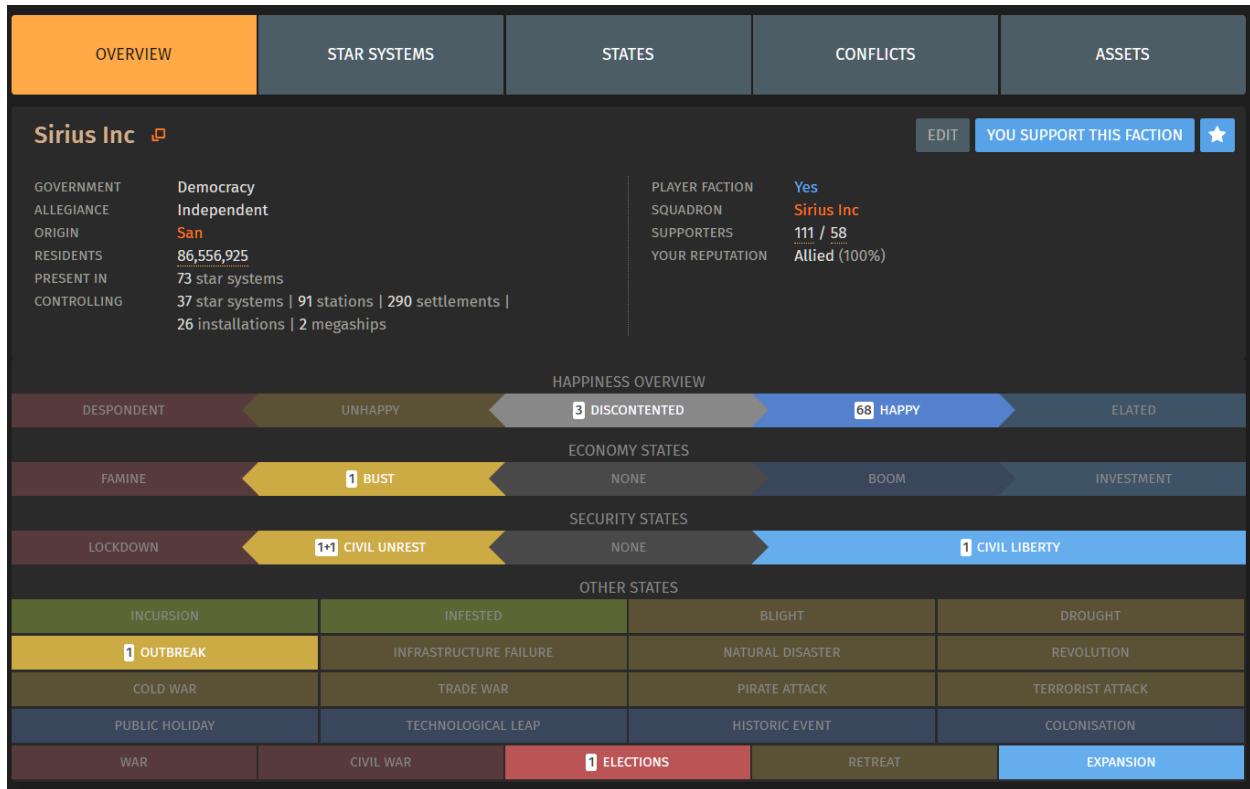 OVERVIEW STAR SYSTEMS STATES CONFLICTS ASSETS
Sirius Inc EDIT YOU SUPPORT THIS FACTION
GOVERNMENT Democracy PLAYER FACTION Yes
ALLEGIANCE Independent SQUADRON Sirius Inc
ORIGIN San SUPPORTERS 111 / 58
RESIDENTS 86,556,925 YOUR REPUTATION Allied (100%)
PRESENT IN 73 star systems
CONTROLLING 37 star systems | 91 stations | 290 settlements |
26 installations | 2 megaships
HAPPINESS OVERVIEW
DESPONDENT UNHAPPY 3 DISCONTENTED 68 HAPPY ELATED
ECONOMY STATES
FAMINE 1 BUST NONE BOOM INVESTMENT
SECURITY STATES
LOCKDOWN 1+1 CIVIL UNREST NONE 1 CIVIL LIBERTY
OTHER STATES
INCURSION INFESTED BLIGHT DROUGHT
1 OUTBREAK INFRASTRUCTURE FAILURE NATURAL DISASTER REVOLUTION
COLD WAR TRADE WAR PIRATE ATTACK TERRORIST ATTACK
PUBLIC HOLIDAY TECHNOLOGICAL LEAP HISTORIC EVENT COLONISATION
WAR CIVIL WAR 1 ELECTIONS RETREAT EXPANSION